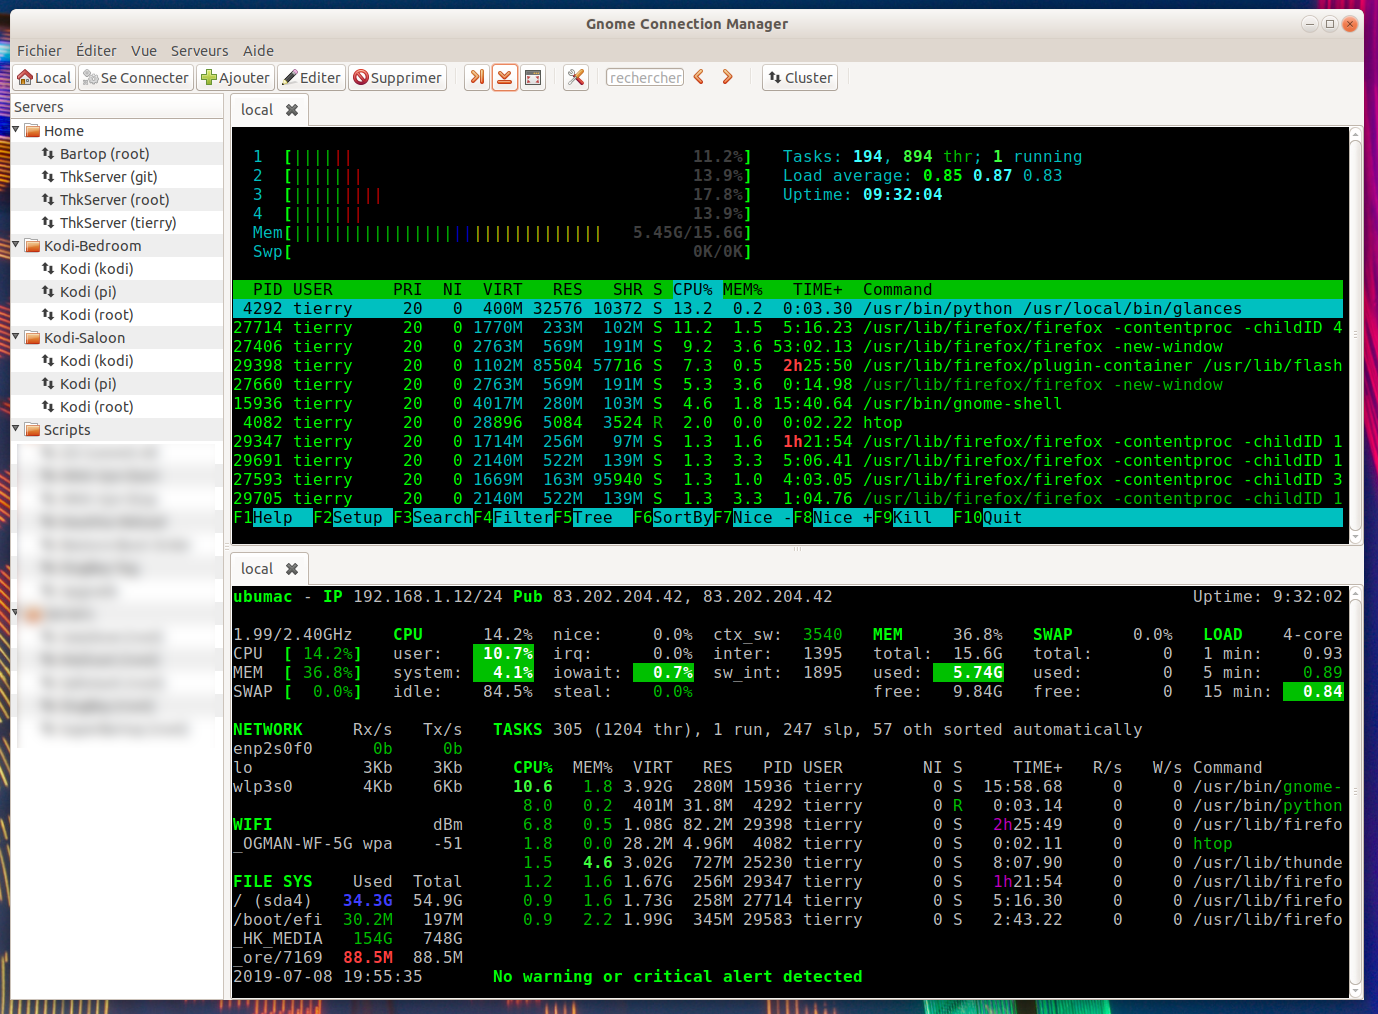 Gnome Connection Manager
Fichier Éditer Vue Serveurs Aide
Local Se Connecter Ajouter Editer Supprimer rechercher Cluster
Servers
Home
Bartop (root)
ThkServer (git)
ThkServer (root)
ThkServer (tierry)
Kodi-Bedroom
Kodi (kodi)
Kodi (pi)
Kodi (root)
Kodi-Saloon
Kodi (kodi)
Kodi (pi)
Kodi (root)
Scripts
local
1 [|||||| 11.2%] Tasks: 194, 894 thr; 1 running
2 [||||||| 13.9%] Load average: 0.85 0.87 0.83
3 [||||||||| 17.8%] Uptime: 09:32:04
4 [||||||| 13.9%]
Mem[||||||||||||||||||||||||||||||| 5.45G/15.6G]
Swp[ 0K/0K]
PID USER PRI NI VIRT RES SHR S CPU% MEM% TIME+ Command
4292 tierry 20 0 400M 32576 10372 S 13.2 0.2 0:03.30 /usr/bin/python /usr/local/bin/glances
27714 tierry 20 0 1770M 233M 102M S 11.2 1.5 5:16.23 /usr/lib/firefox/firefox -contentproc -childID 4
27406 tierry 20 0 2763M 569M 191M S 9.2 3.6 53:02.13 /usr/lib/firefox/firefox -new-window
29398 tierry 20 0 1102M 85504 57716 S 7.3 0.5 2h25:50 /usr/lib/firefox/plugin-container /usr/lib/flash
27660 tierry 20 0 2763M 569M 191M S 5.3 3.6 0:14.98 /usr/lib/firefox/firefox -new-window
15936 tierry 20 0 4017M 280M 103M S 4.6 1.8 15:40.64 /usr/bin/gnome-shell
4082 tierry 20 0 28896 5084 3524 R 2.0 0.0 0:02.22 htop
29347 tierry 20 0 1714M 256M 97M S 1.3 1.6 1h21:54 /usr/lib/firefox/firefox -contentproc -childID 1
29691 tierry 20 0 2140M 522M 139M S 1.3 3.3 5:06.41 /usr/lib/firefox/firefox -contentproc -childID 1
27593 tierry 20 0 1669M 163M 95940 S 1.3 1.0 4:03.05 /usr/lib/firefox/firefox -contentproc -childID 3
29705 tierry 20 0 2140M 522M 139M S 1.3 3.3 1:04.76 /usr/lib/firefox/firefox -contentproc -childID 1
F1Help F2Setup F3SearchF4FilterF5Tree F6SortByF7Nice -F8Nice +F9Kill F10Quit
local
ubumac - IP 192.168.1.12/24 Pub 83.202.204.42, 83.202.204.42 Uptime: 9:32:02
1.99/2.40GHz CPU 14.2% nice: 0.0% ctx_sw: 3540 MEM 36.8% SWAP 0.0% LOAD 4-core
CPU [ 14.2%] user: 10.7% irq: 0.0% inter: 1395 total: 15.6G total: 0 1 min: 0.93
MEM [ 36.8%] system: 4.1% iowait: 0.7% sw_int: 1895 used: 5.74G used: 0 5 min: 0.89
SWAP [ 0.0%] idle: 84.5% steal: 0.0% free: 9.84G free: 0 15 min: 0.84
NETWORK Rx/s Tx/s TASKS 305 (1204 thr), 1 run, 247 slp, 57 oth sorted automatically
enp2s0f0 0b 0b
lo 3Kb 3Kb CPU% MEM% VIRT RES PID USER NI S TIME+ R/s W/s Command
wlp3s0 4Kb 6Kb 10.6 1.8 3.92G 280M 15936 tierry 0 S 15:58.68 0 0 /usr/bin/gnome-
8.0 0.2 401M 31.8M 4292 tierry 0 R 0:03.14 0 0 /usr/bin/python
WIFI dBm 6.8 0.5 1.08G 82.2M 29398 tierry 0 S 2h25:49 0 0 /usr/lib/firefo
_OGMAN-WF-5G wpa -51 1.8 0.0 28.2M 4.96M 4082 tierry 0 S 0:02.11 0 0 htop
1.5 4.6 3.02G 727M 25230 tierry 0 S 8:07.90 0 0 /usr/lib/thunde
FILE SYS Used Total 1.2 1.6 1.67G 256M 29347 tierry 0 S 1h21:54 0 0 /usr/lib/firefo
/ (sda4) 34.3G 54.9G 0.9 1.6 1.73G 258M 27714 tierry 0 S 5:16.30 0 0 /usr/lib/firefo
/boot/efi 30.2M 197M 0.9 2.2 1.99G 345M 29583 tierry 0 S 2:43.22 0 0 /usr/lib/firefo
_HK_MEDIA 154G 748G
_ore/7169 88.5M 88.5M
2019-07-08 19:55:35 No warning or critical alert detected